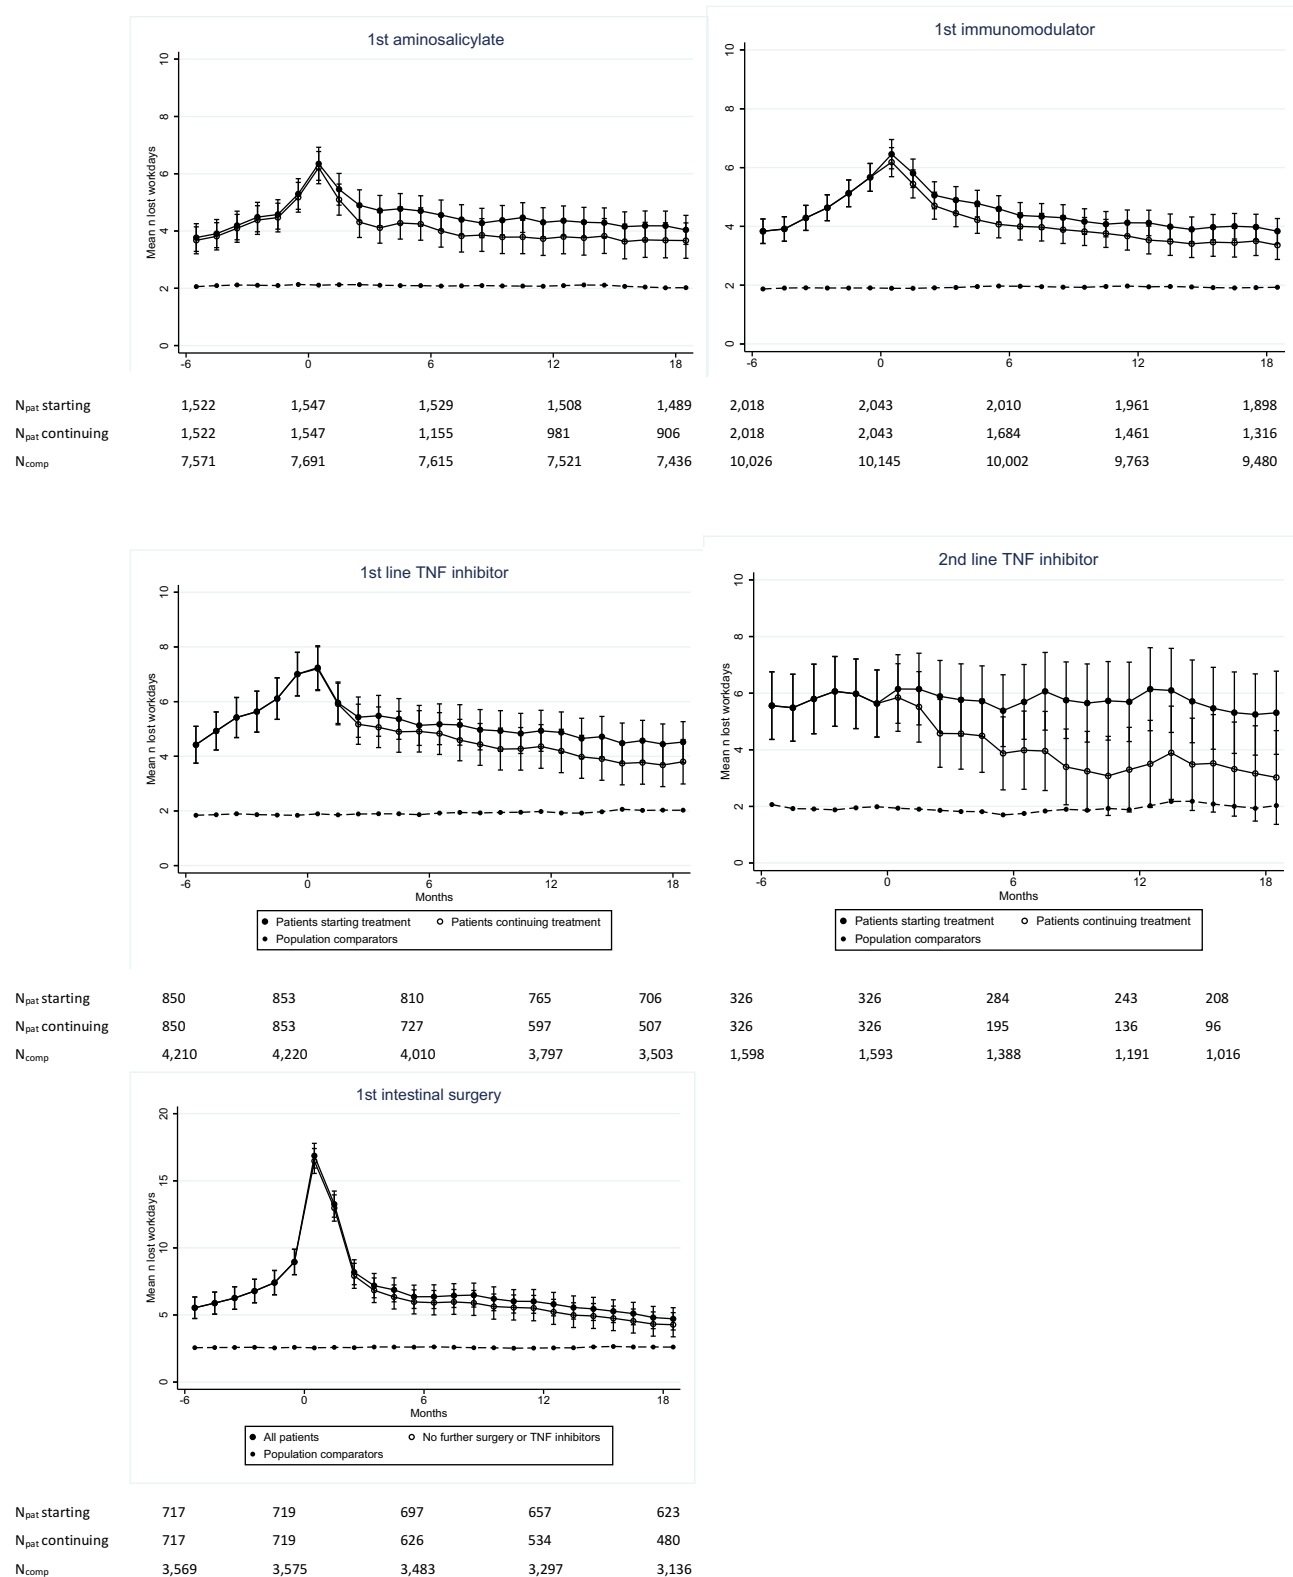 1st aminosalicylate
Mean n lost workdays
10
8
6
4
2
0
-6 0 6 12 18
1st immunomodulator
10
8
6
4
2
0
-6 0 6 12 18
Npat starting 1,522 1,547 1,529 1,508 1,489 2,018 2,043 2,010 1,961 1,898
Npat continuing 1,522 1,547 1,155 981 906 2,018 2,043 1,684 1,461 1,316
Ncomp 7,571 7,691 7,615 7,521 7,436 10,026 10,145 10,002 9,763 9,480
1st line TNF inhibitor
Mean n lost workdays
10
8
6
4
2
0
-6 0 6 12 18
Months
Patients starting treatment Patients continuing treatment
Population comparators
2nd line TNF inhibitor
Mean n lost workdays
10
8
6
4
2
0
-6 0 6 12 18
Months
Patients starting treatment Patients continuing treatment
Population comparators
Npat starting 850 853 810 765 706 326 326 284 243 208
Npat continuing 850 853 727 597 507 326 326 195 136 96
Ncomp 4,210 4,220 4,010 3,797 3,503 1,598 1,593 1,388 1,191 1,016
1st intestinal surgery
Mean n lost workdays
20
15
10
5
0
-6 0 6 12 18
Months
All patients No further surgery or TNF inhibitors
Population comparators
Npat starting 717 719 697 657 623
Npat continuing 717 719 626 534 480
Ncomp 3,569 3,575 3,483 3,297 3,136